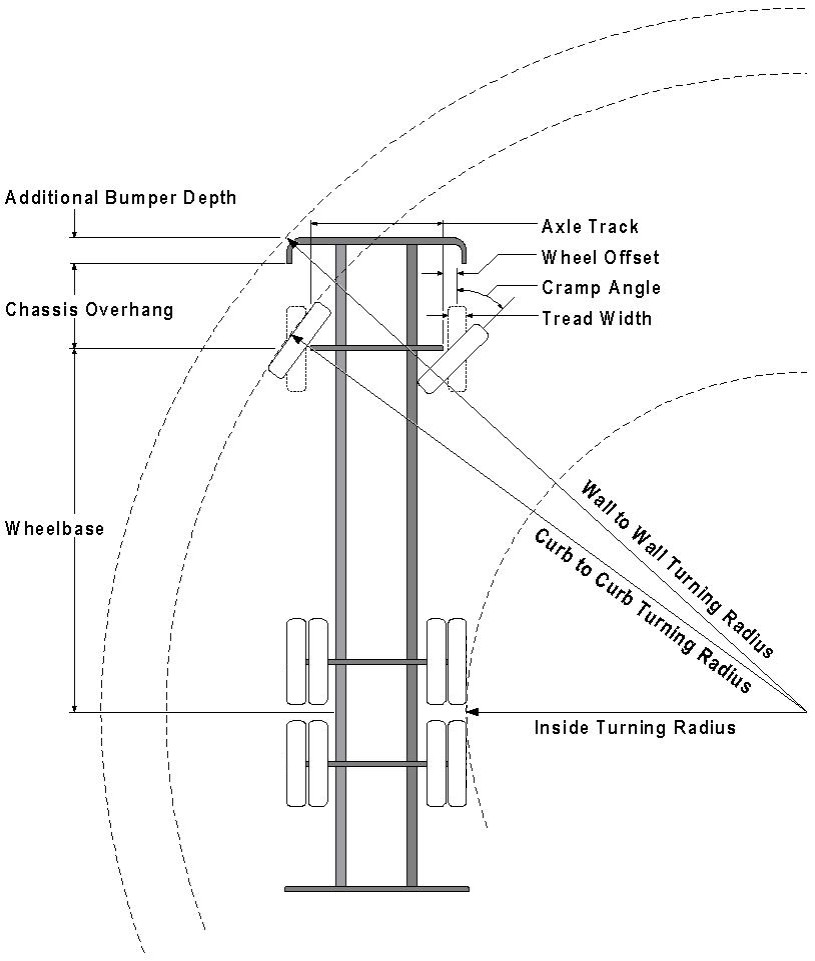 Additional Bumper Depth
Axle Track
Wheel Offset
Cramp Angle
Chassis Overhang
Tread Width
Wheelbase
Wall to Wall Turning Radius
Curb to Curb Turning Radius
Inside Turning Radius